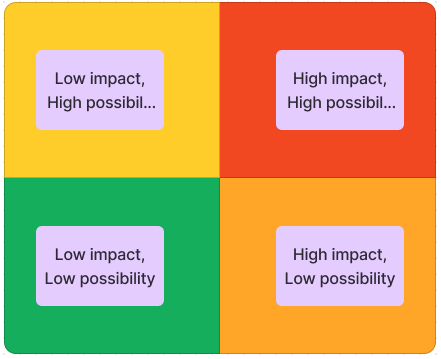 Low impact,
High possibil...
High impact,
High possibil...
Low impact,
Low possibility
High impact,
Low possibility